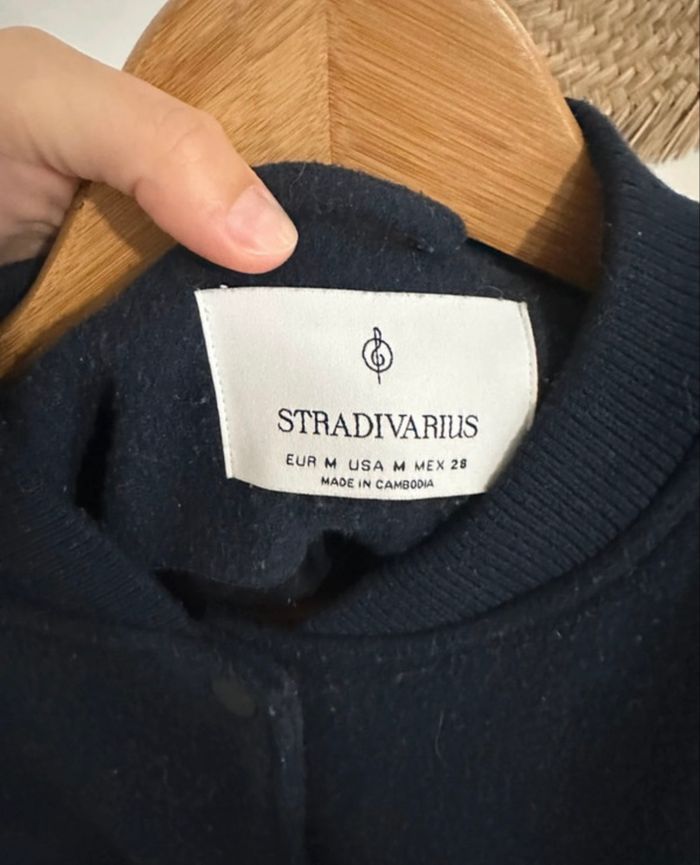 STRADIVARIUS
EUR M USA M MEX 28
MADE IN CAMBODIA